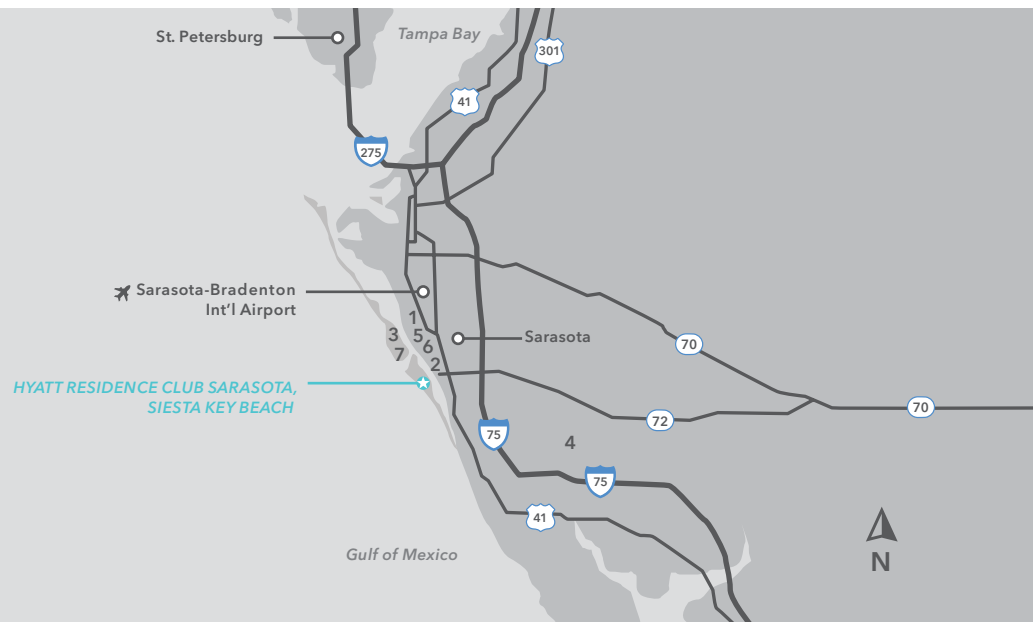 St. Petersburg
Tampa Bay
301
41
275
Sarasota-Bradenton
Int'l Airport
1
3
5
6
7
2
Sarasota
70
HYATT RESIDENCE CLUB SARASOTA,
SIESTA KEY BEACH
70
72
75
4
75
41
Gulf of Mexico
N